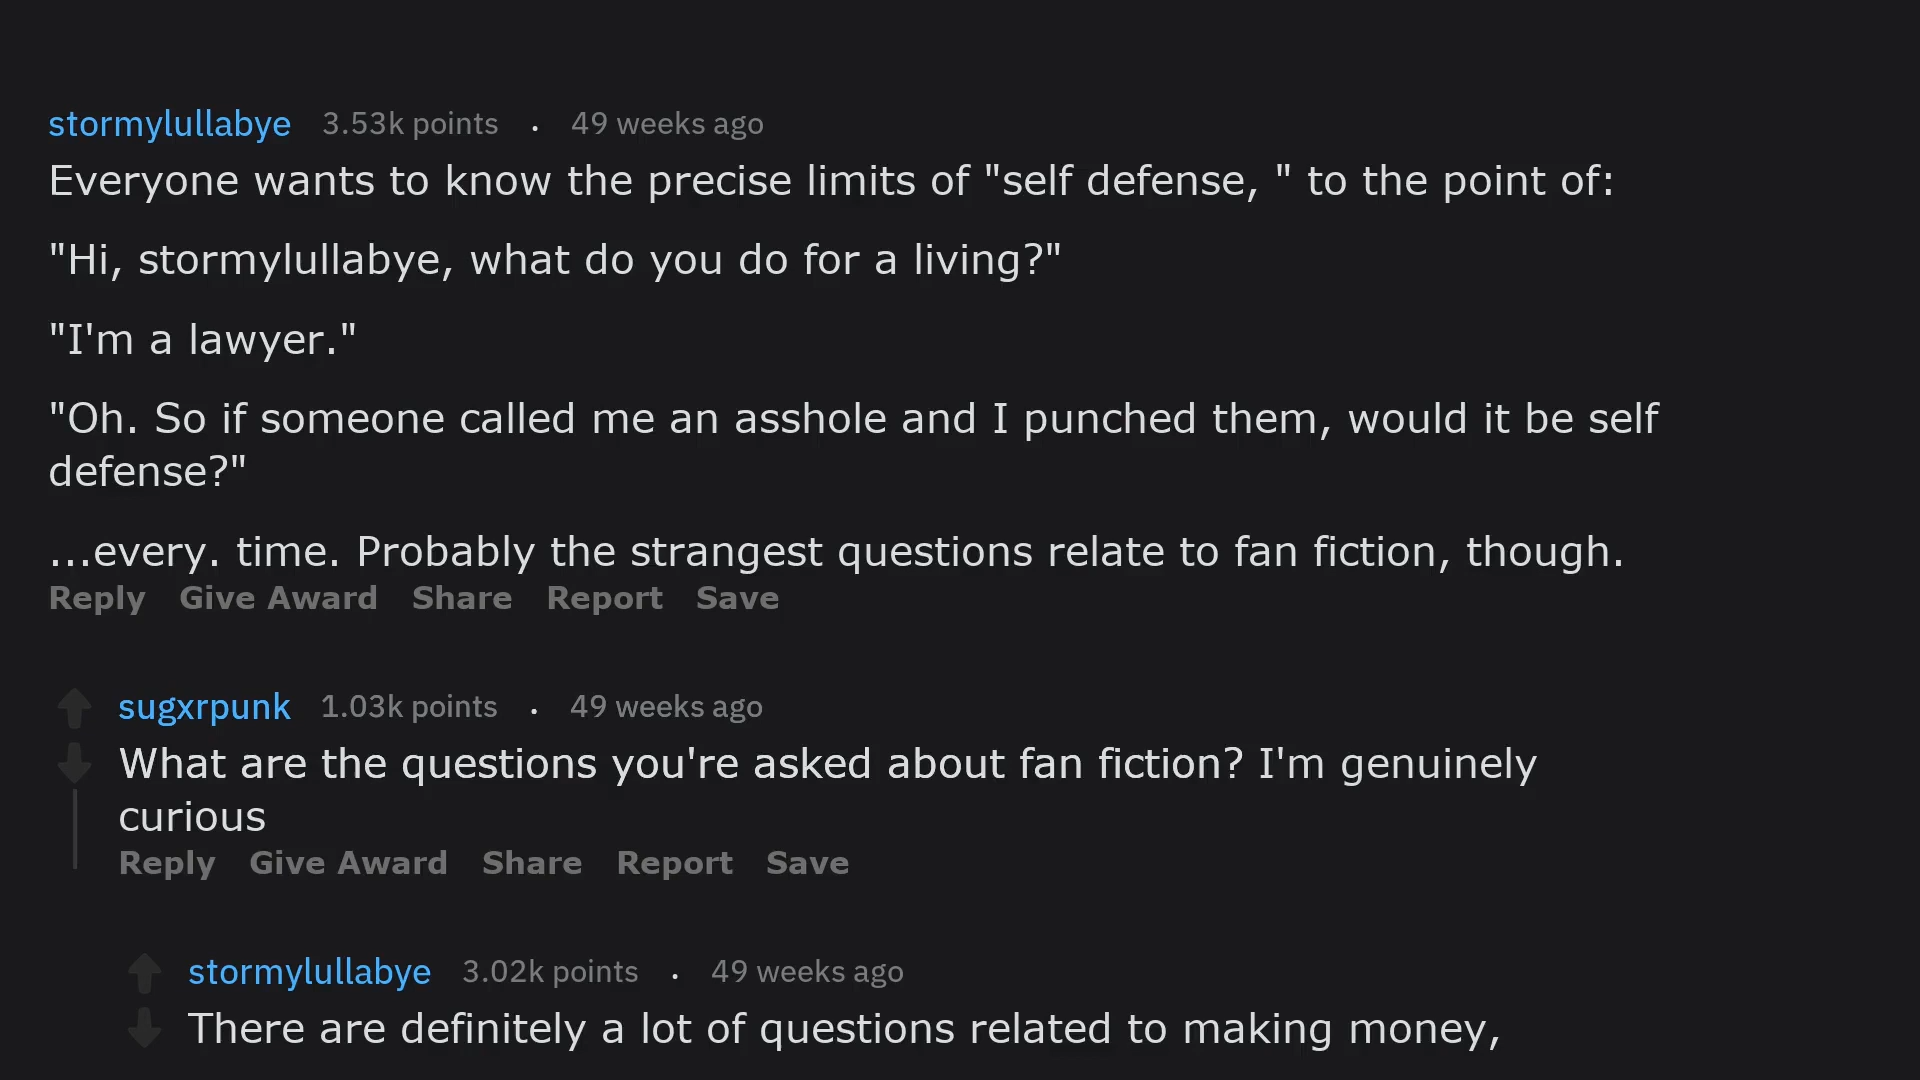 stormylullabye 3.53k points . 49 weeks ago
Everyone wants to know the precise limits of "self defense, " to the point of:
"Hi, stormylullabye, what do you do for a living?"
"I'm a lawyer."
"Oh. So if someone called me an asshole and I punched them, would it be self
defense?"
...every. time. Probably the strangest questions relate to fan fiction, though.
Reply Give Award Share Report Save
sugxrpunk 1.03k points . 49 weeks ago
What are the questions you're asked about fan fiction? I'm genuinely
curious
Reply Give Award Share Report Save
stormylullabye 3.02k points . 49 weeks ago
There are definitely a lot of questions related to making money,